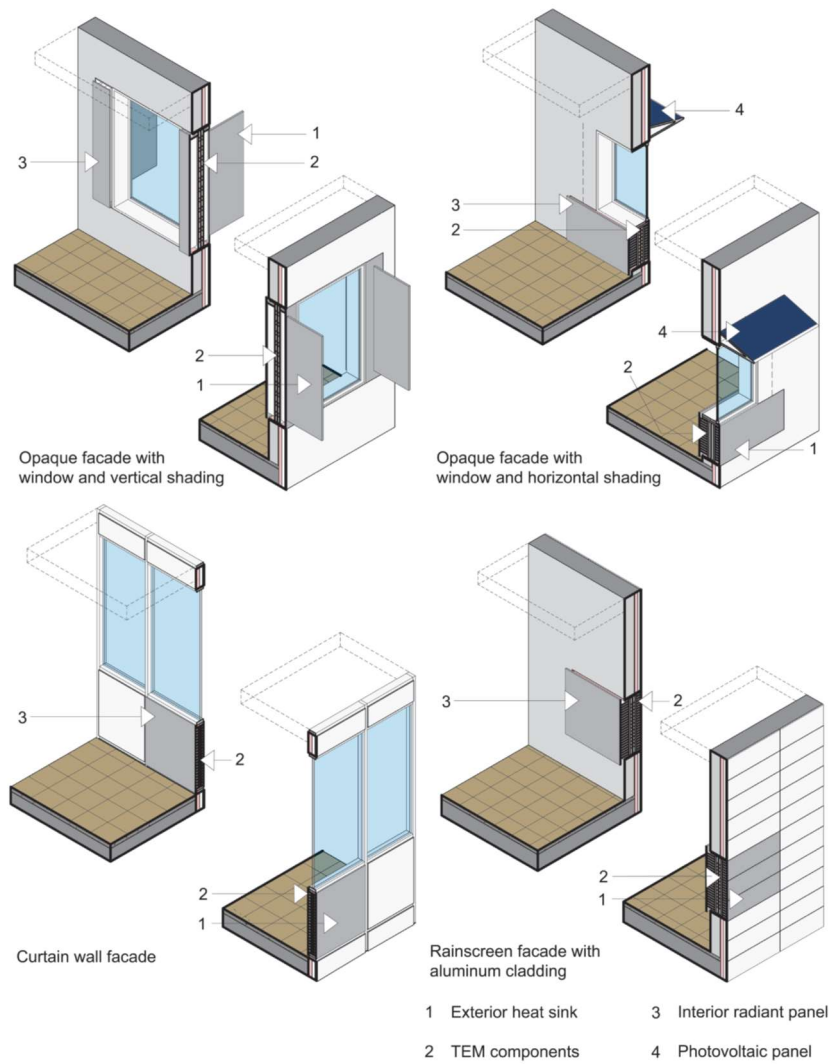 1
2
3
2
1
Opaque facade with
window and vertical shading
4
3
2
4
2
1
Opaque facade with
window and horizontal shading
3
2
2
1
Curtain wall facade
3
2
2
1
Rainscreen facade with
aluminum cladding
1 Exterior heat sink
3 Interior radiant panel
2 TEM components
4 Photovoltaic panel